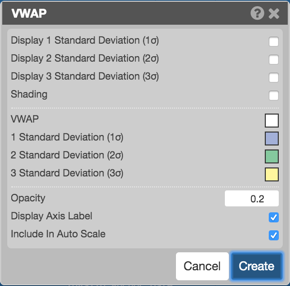 VWAP
Display 1 Standard Deviation (1σ)
Display 2 Standard Deviation (2σ)
Display 3 Standard Deviation (3σ)
Shading
VWAP
1 Standard Deviation (1σ)
2 Standard Deviation (2σ)
3 Standard Deviation (3σ)
Opacity 0.2
Display Axis Label
Include In Auto Scale
Cancel Create